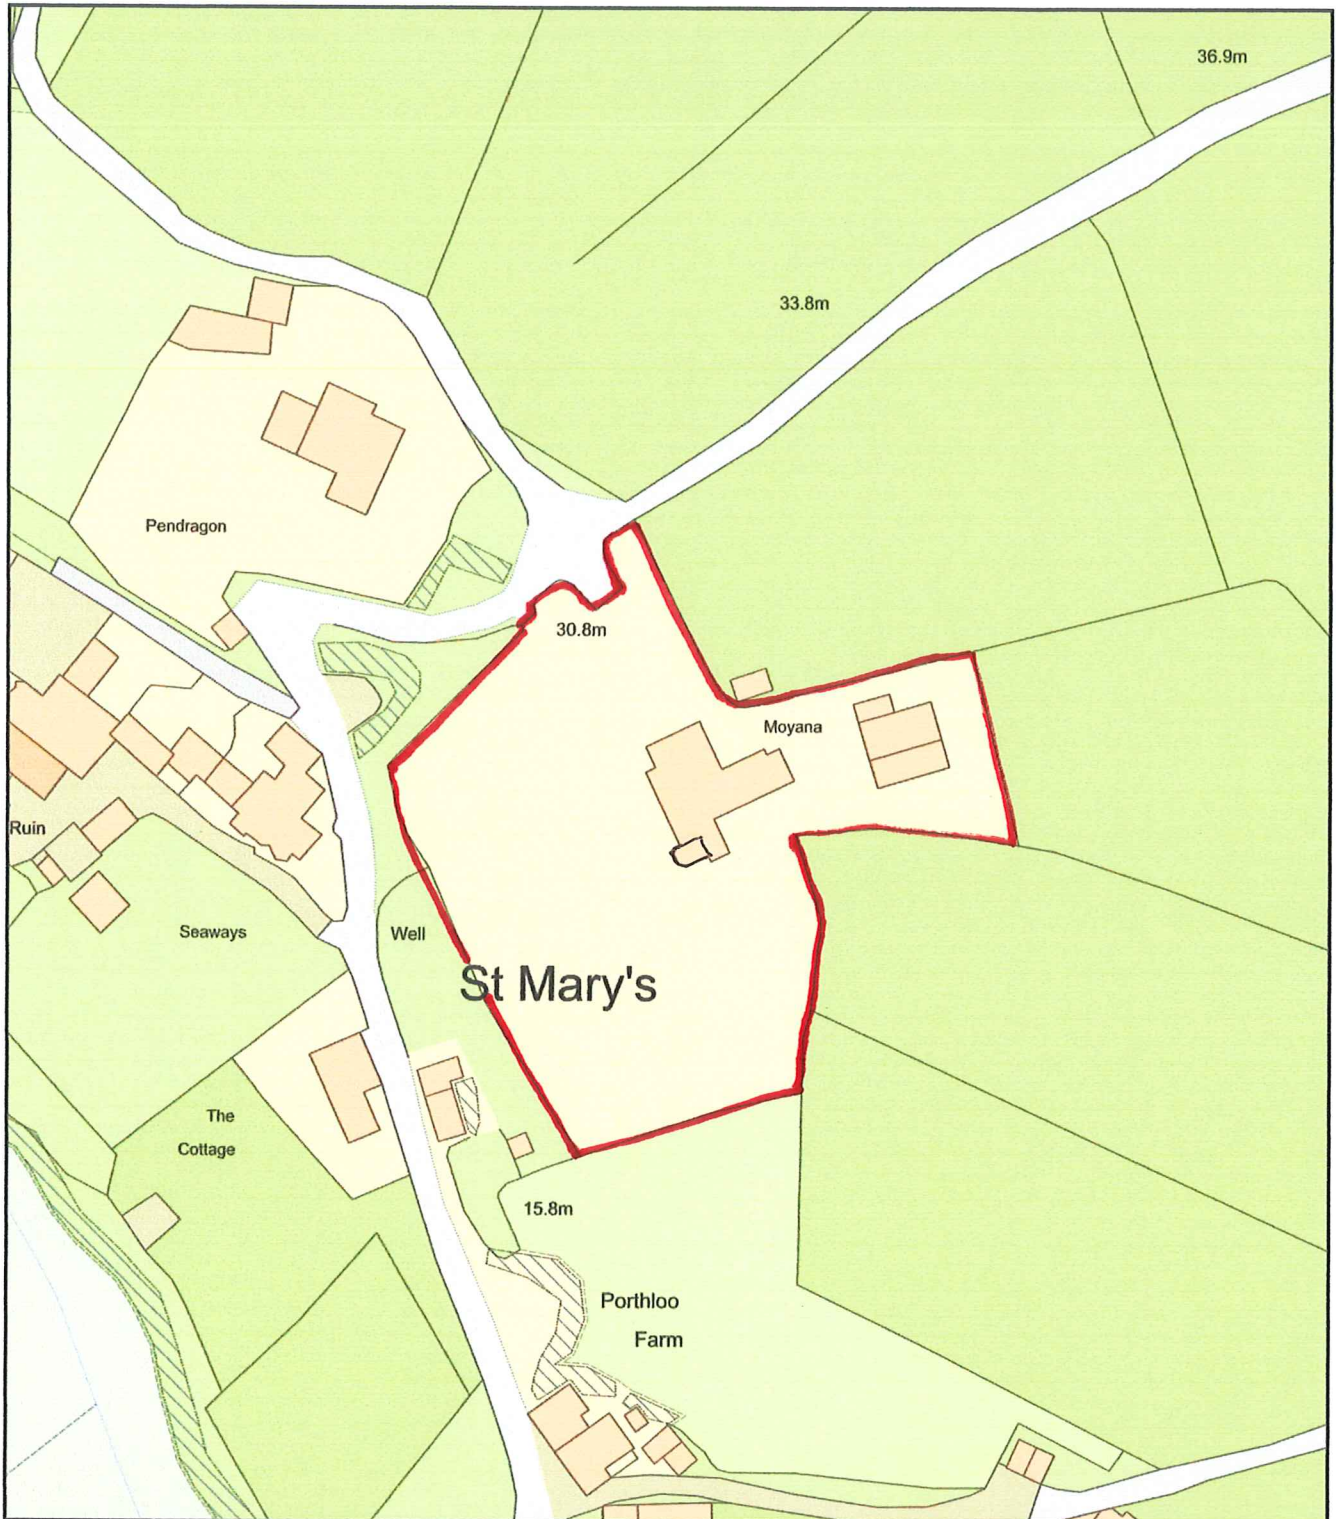 36.9m
33.8m
Pendragon
30.8m
Moyana
Ruin
Seaways
Well
St Mary's
The
Cottage
15.8m
Porthloo
Farm